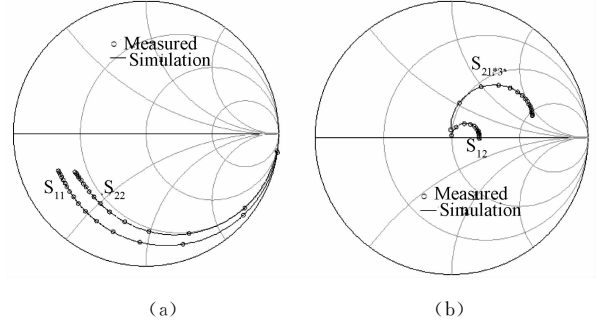 Measured
Simulation
S11
S22
S21*3
S12
Measured
Simulation
(a)
(b)